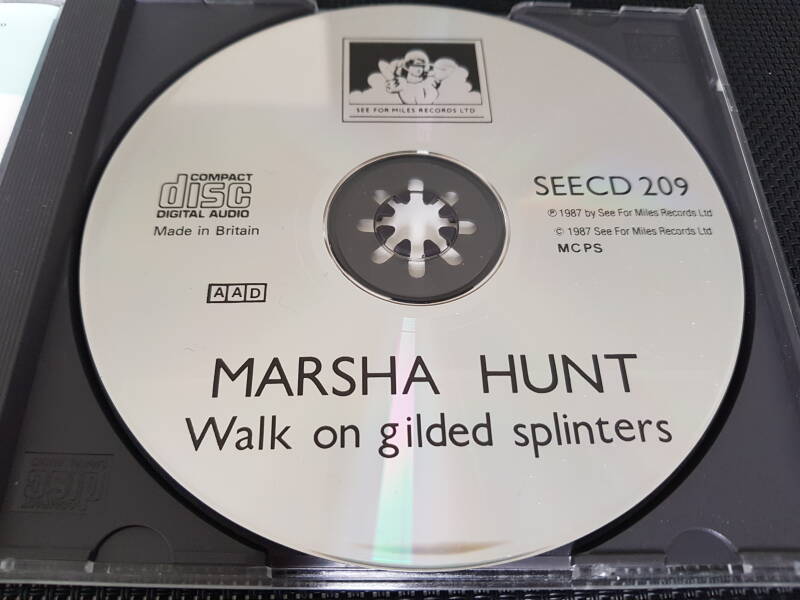 SEE FOR MILES RECORDS LTD
COMPACT
disc
DIGITAL AUDIO
Made in Britain
SEECD 209
℗ 1987 by See For Miles Records Ltd
© 1987 See For Miles Records Ltd
MCPS
AAD
MARSHA HUNT
Walk on gilded splinters